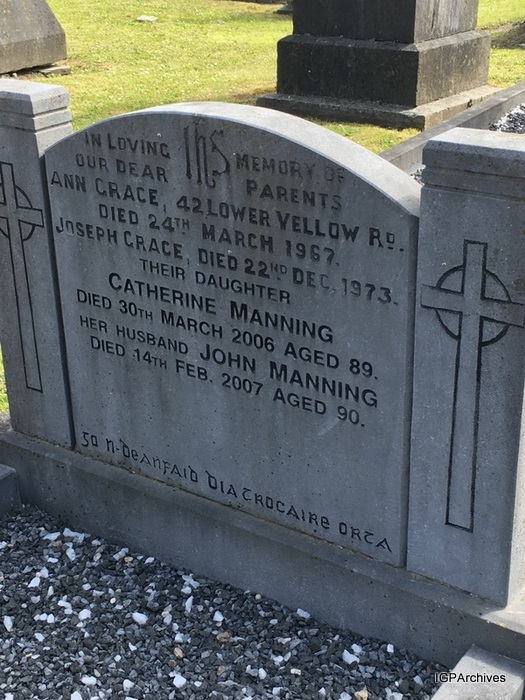 IN LOVING IHS MEMORY OF
OUR DEAR PARENTS
ANN GRACE, 42 LOWER YELLOW RD.
DIED 24TH MARCH 1967.
JOSEPH GRACE, DIED 22ND DEC, 1973.
THEIR DAUGHTER
CATHERINE MANNING
DIED 30TH MARCH 2006 AGED 89.
HER HUSBAND JOHN MANNING
DIED 14TH FEB. 2007 AGED 90.
Go n-deanfaid dia trocaire orta
IGPArchives